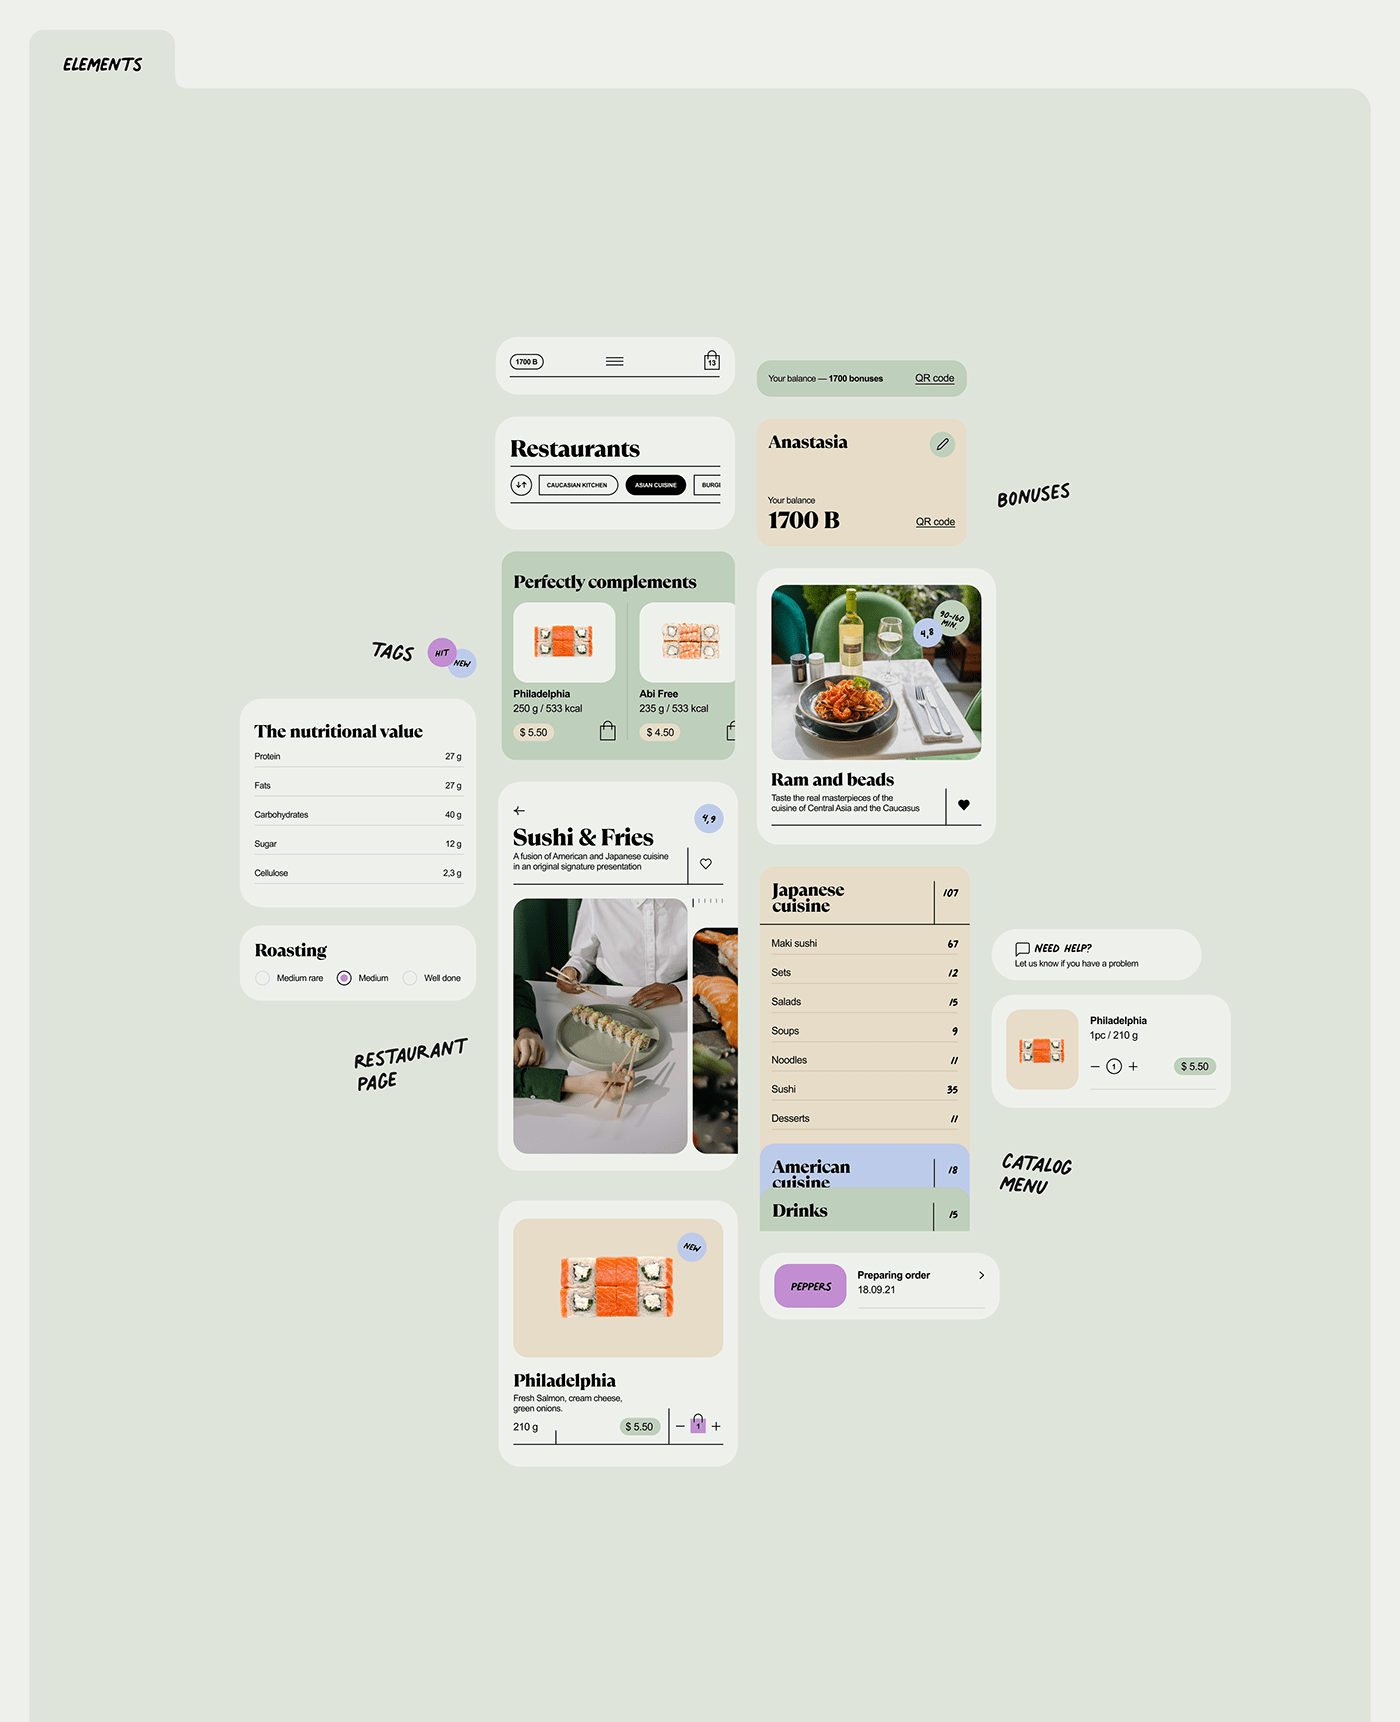 ELEMENTS
1700 B
13
Restaurants
CAUCASIAN KITCHEN
ASIAN CUISINE
Perfectly complements
Philadelphia
250 g / 533 kcal
$ 5.50
Abi Free
235 g / 533 kcal
$ 4.50
Your balance — 1700 bonuses
QR code
Anastasia
Your balance
1700 B
QR code
BONUSES
90-160
MIN.
4,8
Ram and beads
Taste the real masterpieces of the
cuisine of Central Asia and the Caucasus
TAGS
HIT
NEW
The nutritional value
Protein 27 g
Fats 27 g
Carbohydrates 40 g
Sugar 12 g
Cellulose 2,3 g
Roasting
Medium rare
Medium
Well done
RESTAURANT
PAGE
4,9
Sushi & Fries
A fusion of American and Japanese cuisine
in an original signature presentation
Japanese
cuisine
107
Maki sushi 67
Sets 12
Salads 15
Soups 9
Noodles 11
Sushi 35
Desserts 11
American
cuisine
18
Drinks
15
NEED HELP?
Let us know if you have a problem
Philadelphia
1pc / 210 g
1
$ 5.50
CATALOG
MENU
PEPPERS
Preparing order
18.09.21
NEW
Philadelphia
Fresh Salmon, cream cheese,
green onions.
210 g
$ 5.50
1